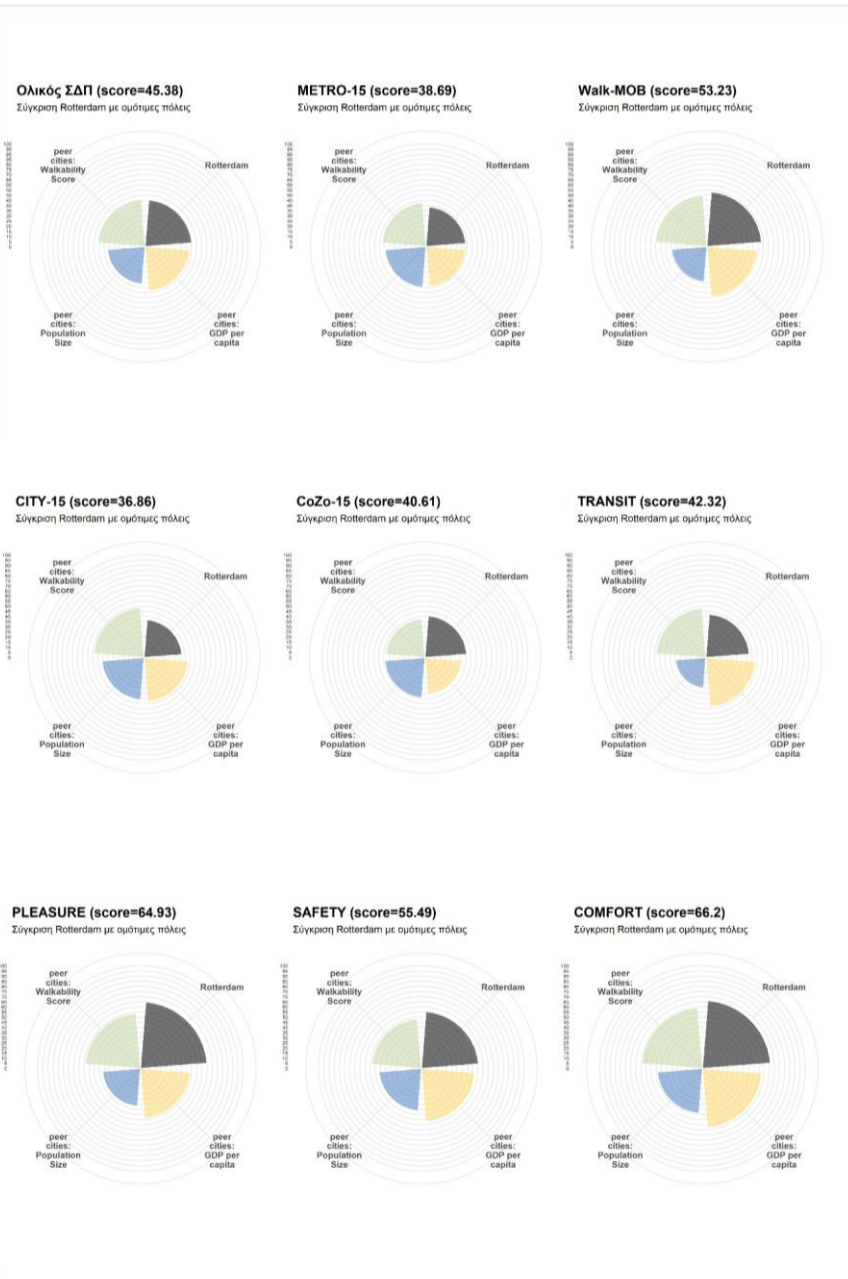 Ολικός ΣΔΠ (score=45.38)
Σύγκριση Rotterdam με ομότιμες πόλεις
peer
cities:
Walkability
Score
Rotterdam
peer
cities:
Population
Size
peer
cities:
GDP per
capita
METRO-15 (score=38.69)
Σύγκριση Rotterdam με ομότιμες πόλεις
peer
cities:
Walkability
Score
Rotterdam
peer
cities:
Population
Size
peer
cities:
GDP per
capita
Walk-MOB (score=53.23)
Σύγκριση Rotterdam με ομότιμες πόλεις
peer
cities:
Walkability
Score
Rotterdam
peer
cities:
Population
Size
peer
cities:
GDP per
capita
CITY-15 (score=36.86)
Σύγκριση Rotterdam με ομότιμες πόλεις
peer
cities:
Walkability
Score
Rotterdam
peer
cities:
Population
Size
peer
cities:
GDP per
capita
CoZo-15 (score=40.61)
Σύγκριση Rotterdam με ομότιμες πόλεις
peer
cities:
Walkability
Score
Rotterdam
peer
cities:
Population
Size
peer
cities:
GDP per
capita
TRANSIT (score=42.32)
Σύγκριση Rotterdam με ομότιμες πόλεις
peer
cities:
Walkability
Score
Rotterdam
peer
cities:
Population
Size
peer
cities:
GDP per
capita
PLEASURE (score=64.93)
Σύγκριση Rotterdam με ομότιμες πόλεις
peer
cities:
Walkability
Score
Rotterdam
peer
cities:
Population
Size
peer
cities:
GDP per
capita
SAFETY (score=55.49)
Σύγκριση Rotterdam με ομότιμες πόλεις
peer
cities:
Walkability
Score
Rotterdam
peer
cities:
Population
Size
peer
cities:
GDP per
capita
COMFORT (score=66.2)
Σύγκριση Rotterdam με ομότιμες πόλεις
peer
cities:
Walkability
Score
Rotterdam
peer
cities:
Population
Size
peer
cities:
GDP per
capita